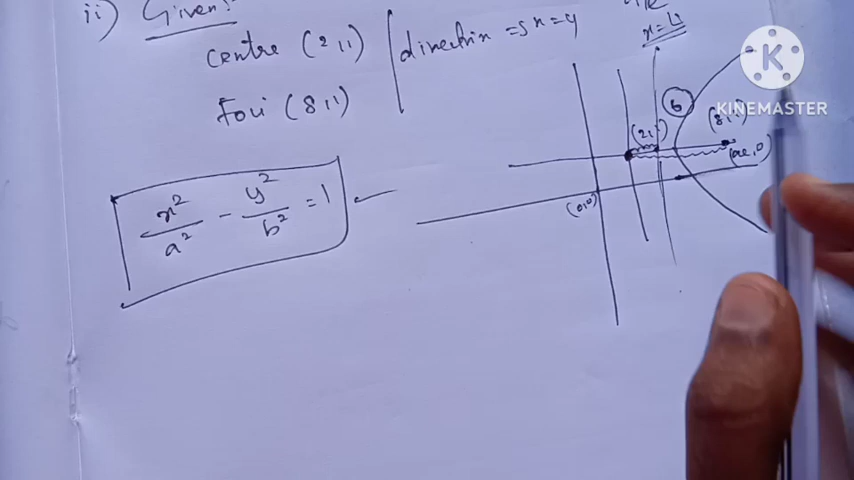 ii) Given:
centre (2,1) directrix =) x=4
Foci (8,1)
x²/a² - y²/b² = 1
x=4
6
(2,1)
(8,1)
(ae,0)
(0,0)
KINEMASTER